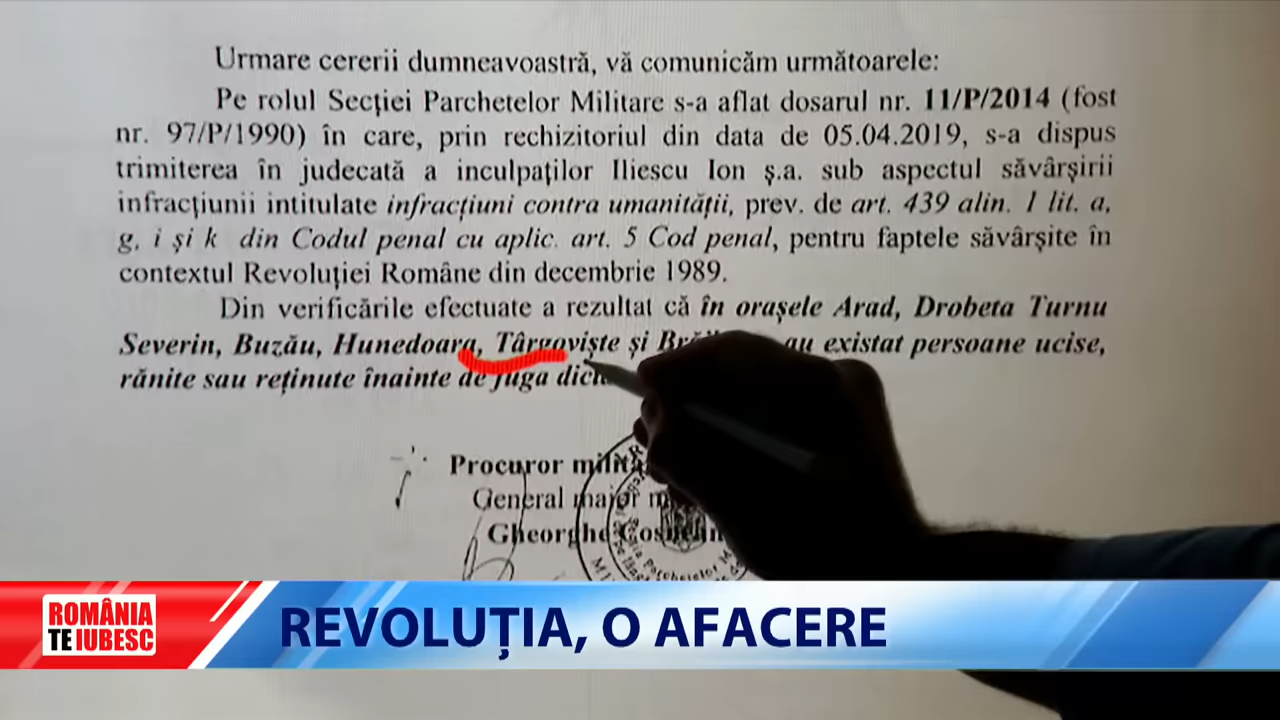 Urmare cererii dumneavoastră, vă comunicăm următoarele:
Pe rolul Secției Parchetelor Militare s-a aflat dosarul nr. 11/P/2014 (fost
nr. 97/P/1990) în care, prin rechizitoriul din data de 05.04.2019, s-a dispus
trimiterea în judecată a inculpaților Iliescu Ion ș.a. sub aspectul săvârșirii
infracțiunii intitulate infracțiuni contra umanității, prev. de art. 439 alin. 1 lit. a,
g, i și k din Codul penal cu aplic. art. 5 Cod penal, pentru faptele săvârșite în
contextul Revoluției Române din decembrie 1989.
Din verificările efectuate a rezultat că în orașele Arad, Drobeta Turnu
Severin, Buzău, Hunedoara, Târgoviște și au existat persoane ucise,
rănite sau reținute înainte de fuga
Procuror
General major
Gheorghe
ROMÂNIA
TE IUBESC
REVOLUȚIA, O AFACERE